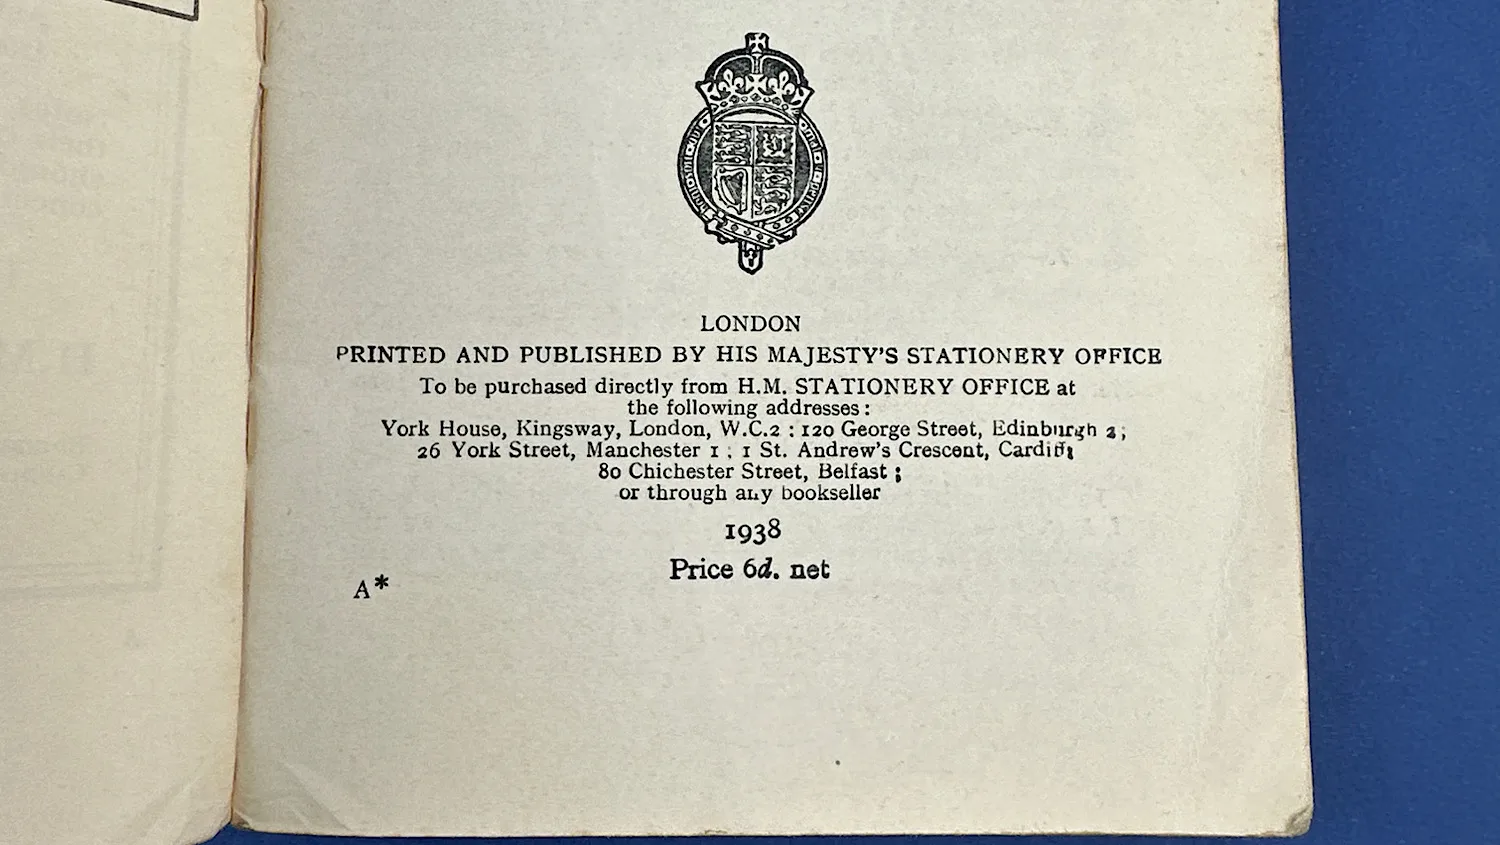 LONDON
PRINTED AND PUBLISHED BY HIS MAJESTY'S STATIONERY OFFICE
To be purchased directly from H.M. STATIONERY OFFICE at
the following addresses:
York House, Kingsway, London, W.C.2 : 120 George Street, Edinburgh 2;
26 York Street, Manchester 1 ; 1 St. Andrew's Crescent, Cardiff;
80 Chichester Street, Belfast ;
or through any bookseller
1938
Price 6d. net
A*